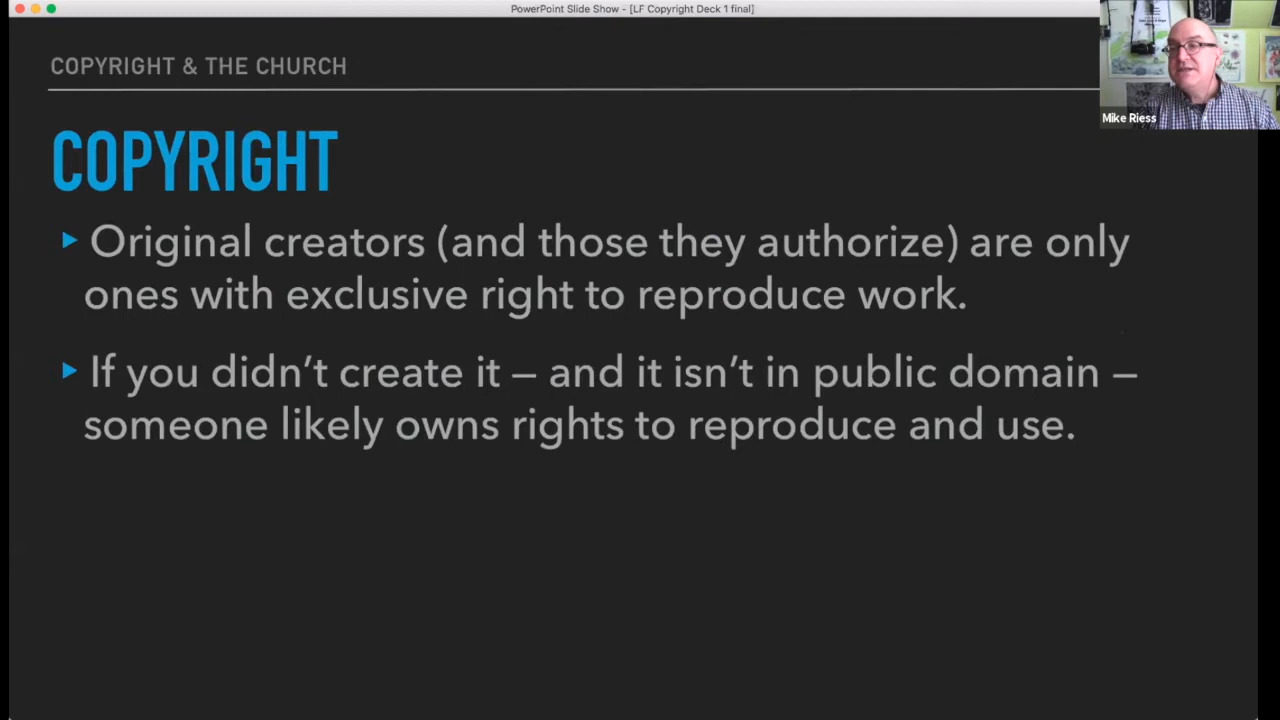 PowerPoint Slide Show - [LF Copyright Deck 1 final]
COPYRIGHT & THE CHURCH
Mike Riess
COPYRIGHT
▸ Original creators (and those they authorize) are only
ones with exclusive right to reproduce work.
▸ If you didn’t create it – and it isn’t in public domain –
someone likely owns rights to reproduce and use.